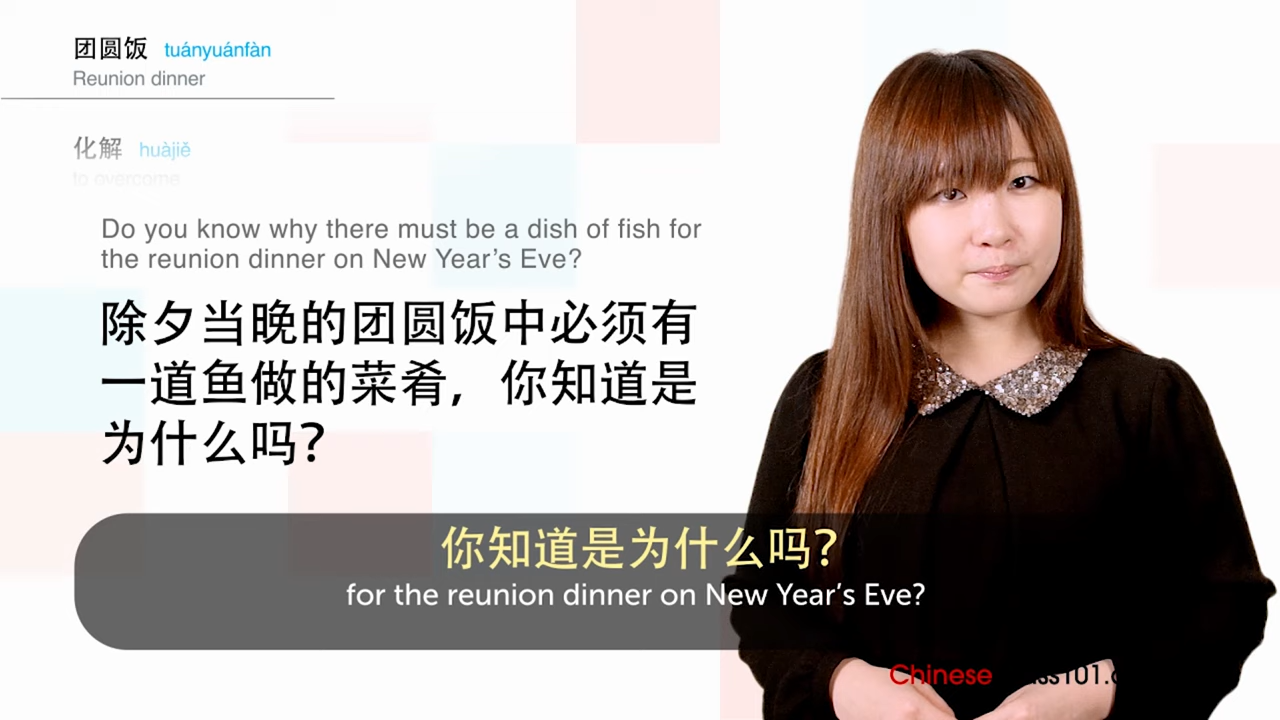 团圆饭 tuányuánfàn
Reunion dinner
化解 huàjiě
to overcome
Do you know why there must be a dish of fish for
the reunion dinner on New Year's Eve?
除夕当晚的团圆饭中必须有
一道鱼做的菜肴，你知道是
为什么吗？
你知道是为什么吗？
for the reunion dinner on New Year's Eve?
Chinese